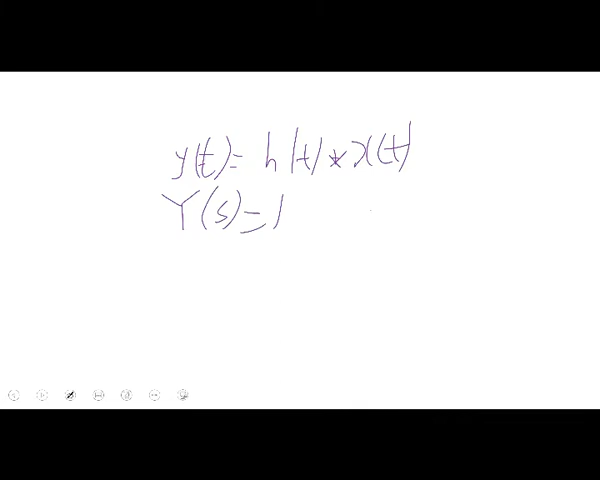 y(t)= h(t) * x(t)
Y(s)=